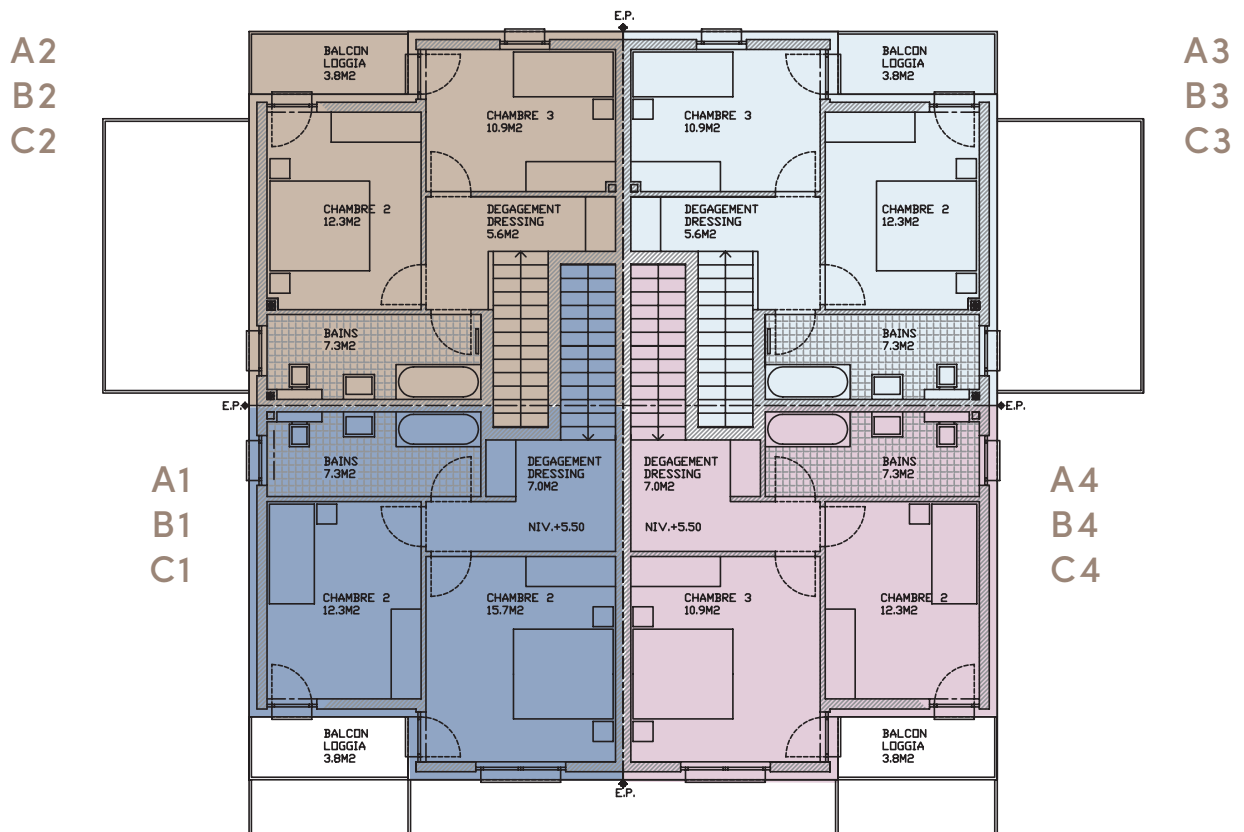 E.P.
A2
B2
C2
BALCON
LOGGIA
3.8M2
BALCON
LOGGIA
3.8M2
A3
B3
C3
CHAMBRE 3
10.9M2
CHAMBRE 3
10.9M2
CHAMBRE 2
12.3M2
DEGAGEMENT
DRESSING
5.6M2
DEGAGEMENT
DRESSING
5.6M2
CHAMBRE 2
12.3M2
BAINS
7.3M2
BAINS
7.3M2
E.P.
E.P.
A1
B1
C1
BAINS
7.3M2
DEGAGEMENT
DRESSING
7.0M2
DEGAGEMENT
DRESSING
7.0M2
BAINS
7.3M2
A4
B4
C4
NIV.+5.50
NIV.+5.50
CHAMBRE 2
12.3M2
CHAMBRE 2
15.7M2
CHAMBRE 3
10.9M2
CHAMBRE 2
12.3M2
BALCON
LOGGIA
3.8M2
BALCON
LOGGIA
3.8M2
E.P.